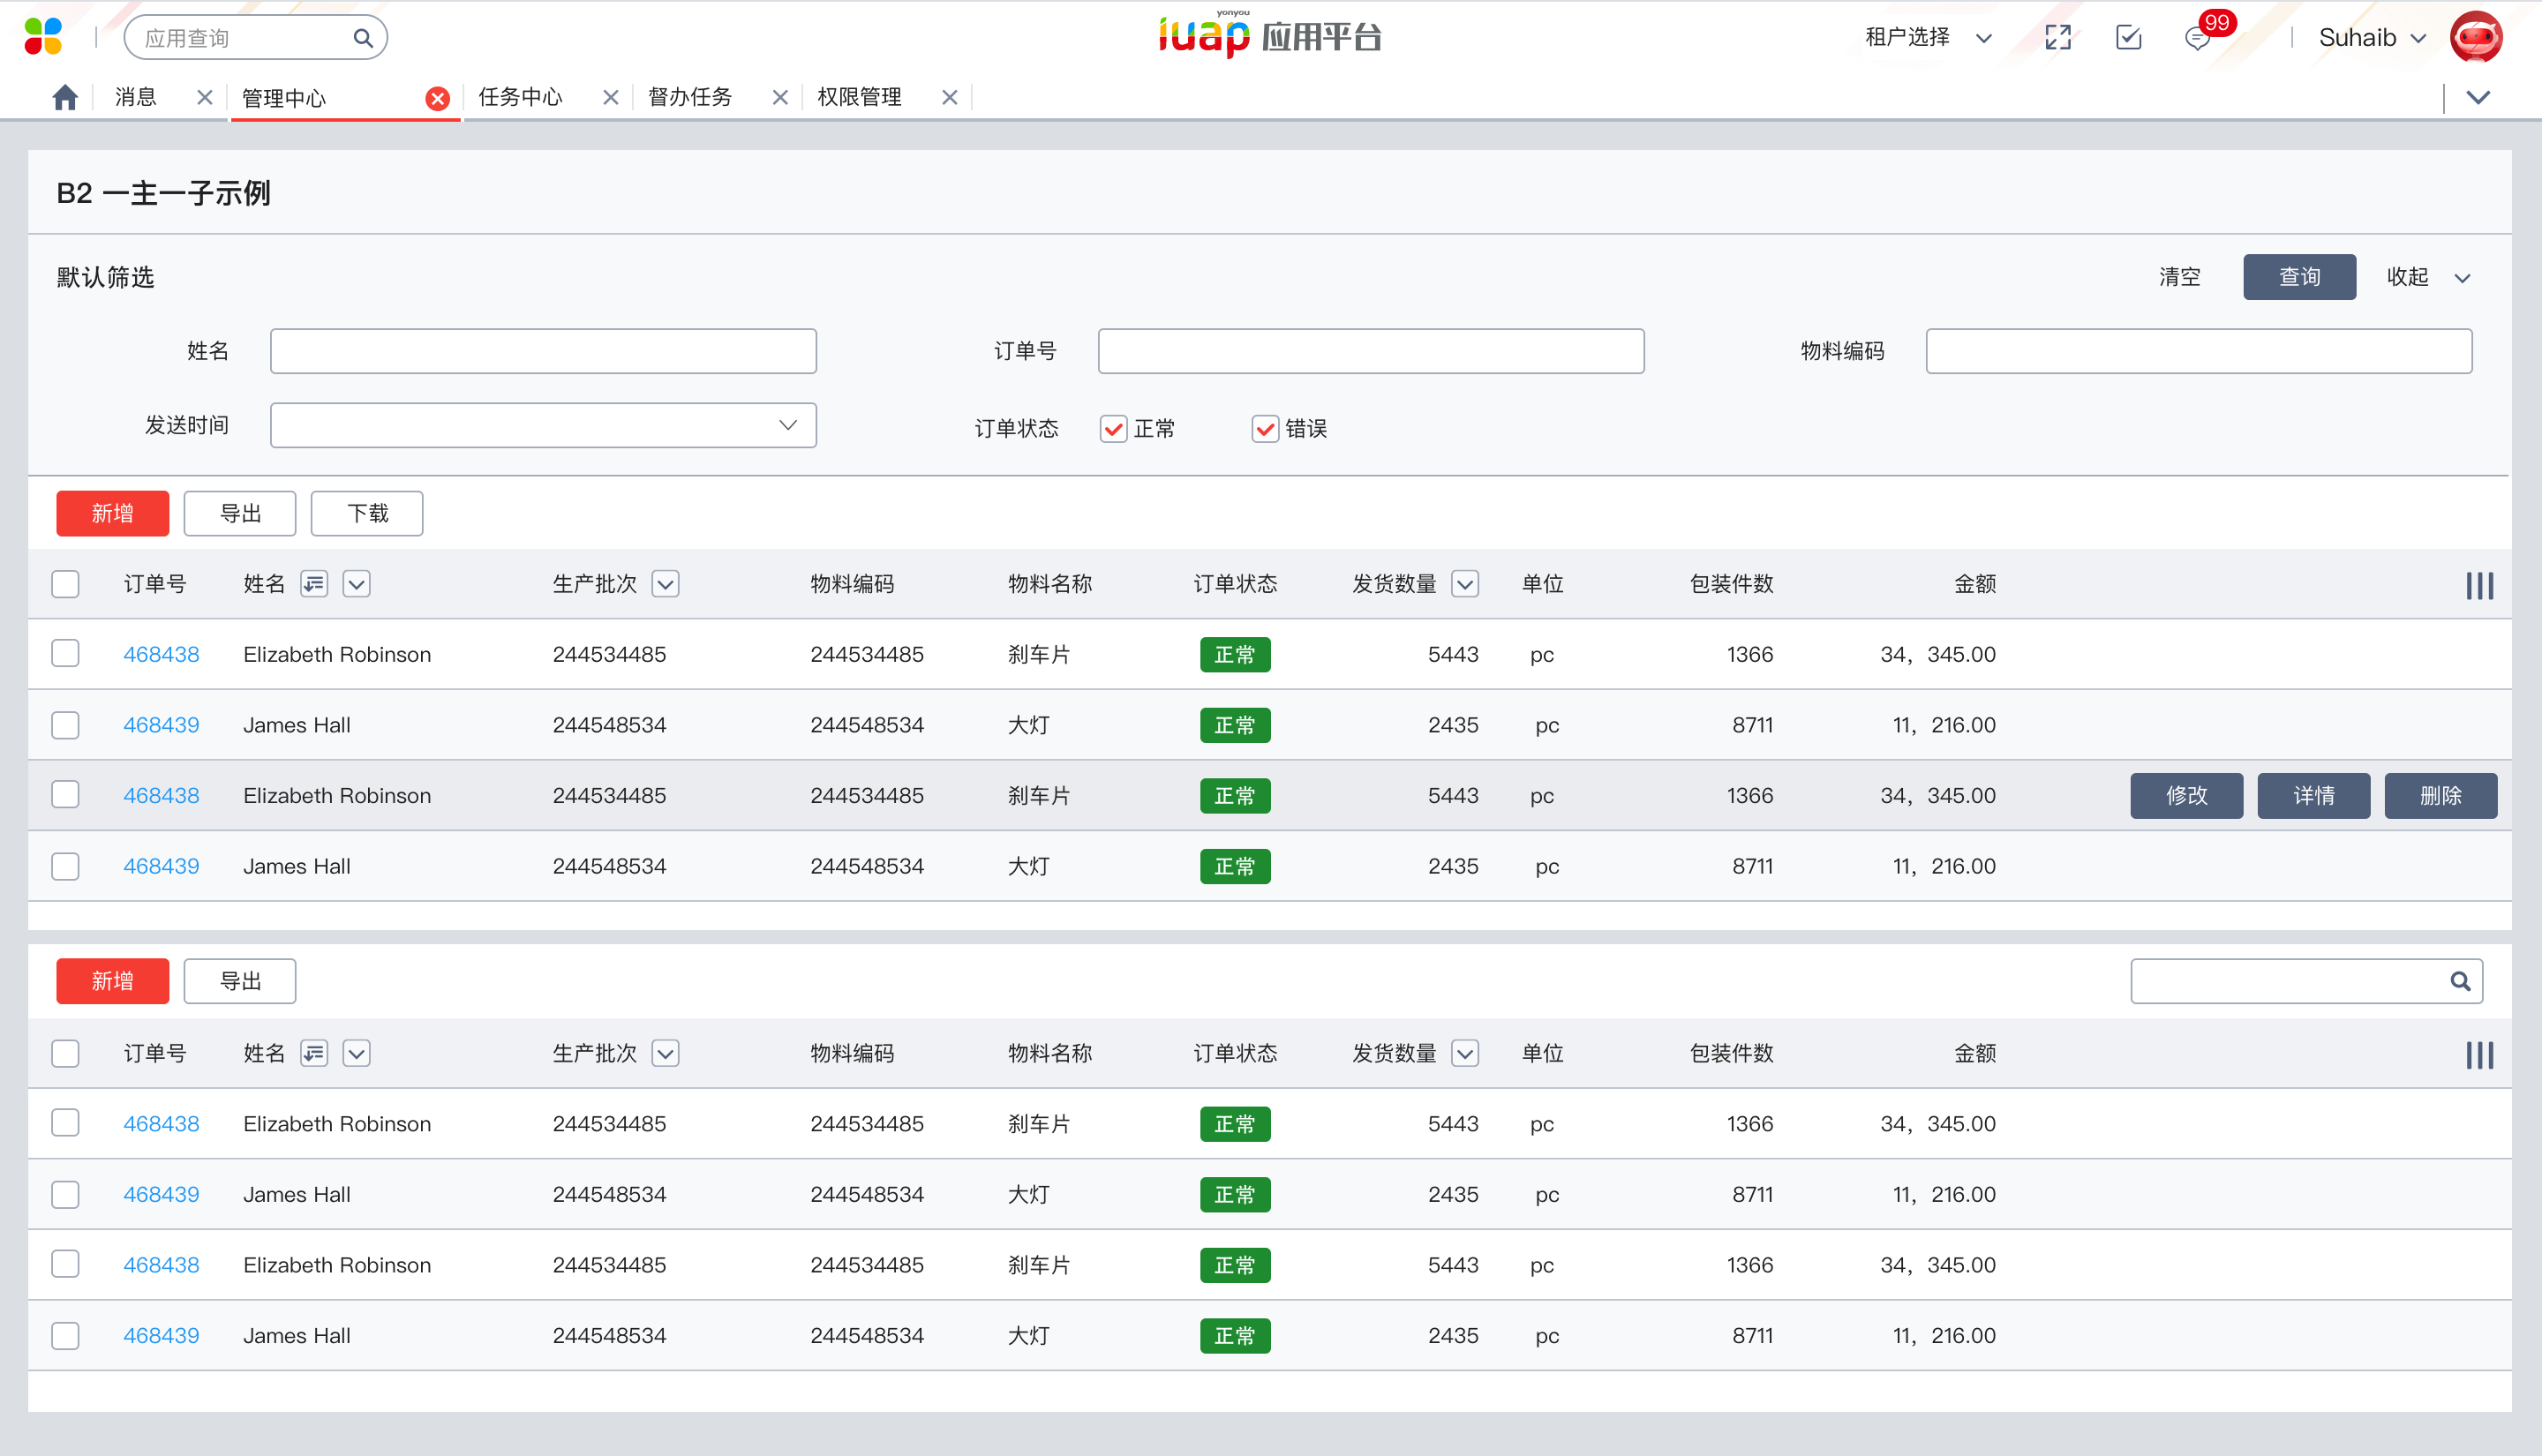 应用查询
yonyou
iuap 应用平台
租户选择
99
Suhaib
消息
管理中心
任务中心
督办任务
权限管理
B2 一主一子示例
默认筛选
清空
查询
收起
姓名
订单号
物料编码
发送时间
订单状态
正常
错误
新增 导出 下载
订单号 姓名 生产批次 物料编码 物料名称 订单状态 发货数量 单位 包装件数 金额
468438 Elizabeth Robinson 244534485 244534485 刹车片 正常 5443 pc 1366 34，345.00
468439 James Hall 244548534 244548534 大灯 正常 2435 pc 8711 11，216.00
468438 Elizabeth Robinson 244534485 244534485 刹车片 正常 5443 pc 1366 34，345.00 修改 详情 删除
468439 James Hall 244548534 244548534 大灯 正常 2435 pc 8711 11，216.00
新增 导出
订单号 姓名 生产批次 物料编码 物料名称 订单状态 发货数量 单位 包装件数 金额
468438 Elizabeth Robinson 244534485 244534485 刹车片 正常 5443 pc 1366 34，345.00
468439 James Hall 244548534 244548534 大灯 正常 2435 pc 8711 11，216.00
468438 Elizabeth Robinson 244534485 244534485 刹车片 正常 5443 pc 1366 34，345.00
468439 James Hall 244548534 244548534 大灯 正常 2435 pc 8711 11，216.00